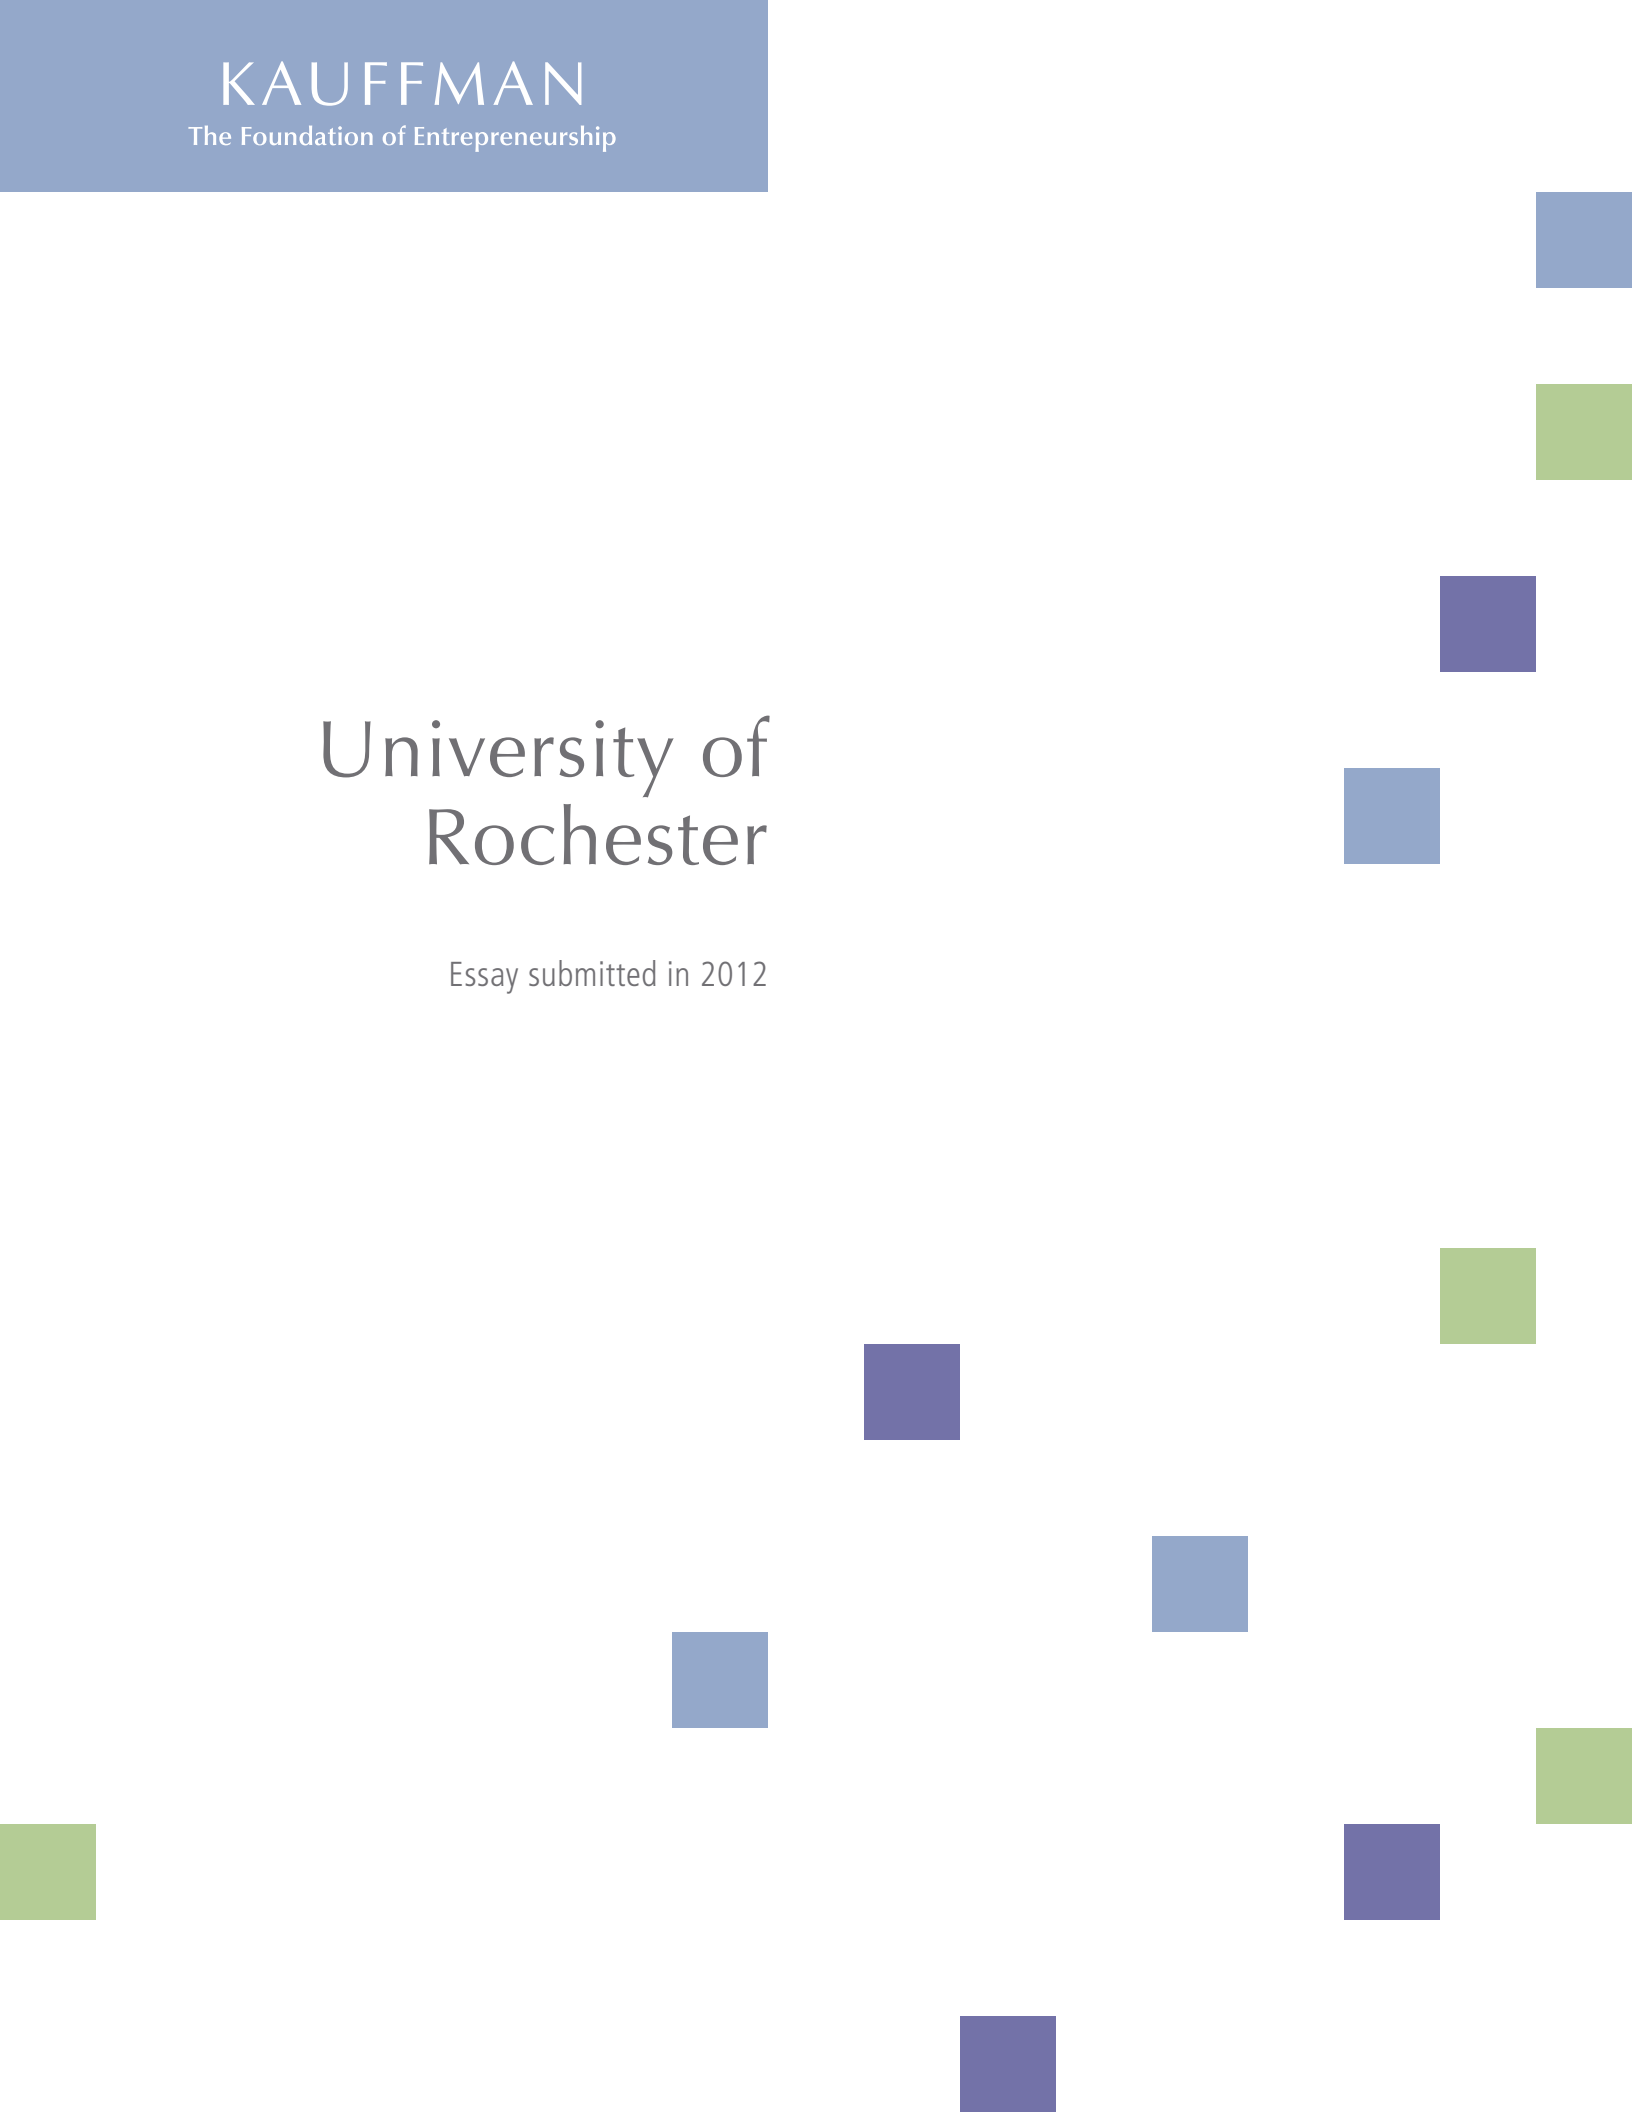 KAUFFMAN
The Foundation of Entrepreneurship
University of
Rochester
Essay submitted in 2012